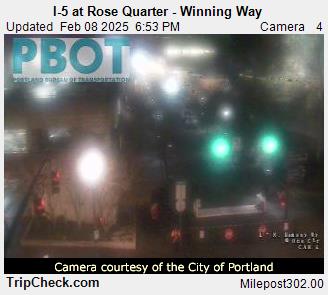 I-5 at Rose Quarter - Winning Way
Updated Feb 08 2025 6:53 PM Camera 4
PBOT
PORTLAND BUREAU OF TRANSPORTATION
Camera courtesy of the City of Portland
TripCheck.com Milepost302.00